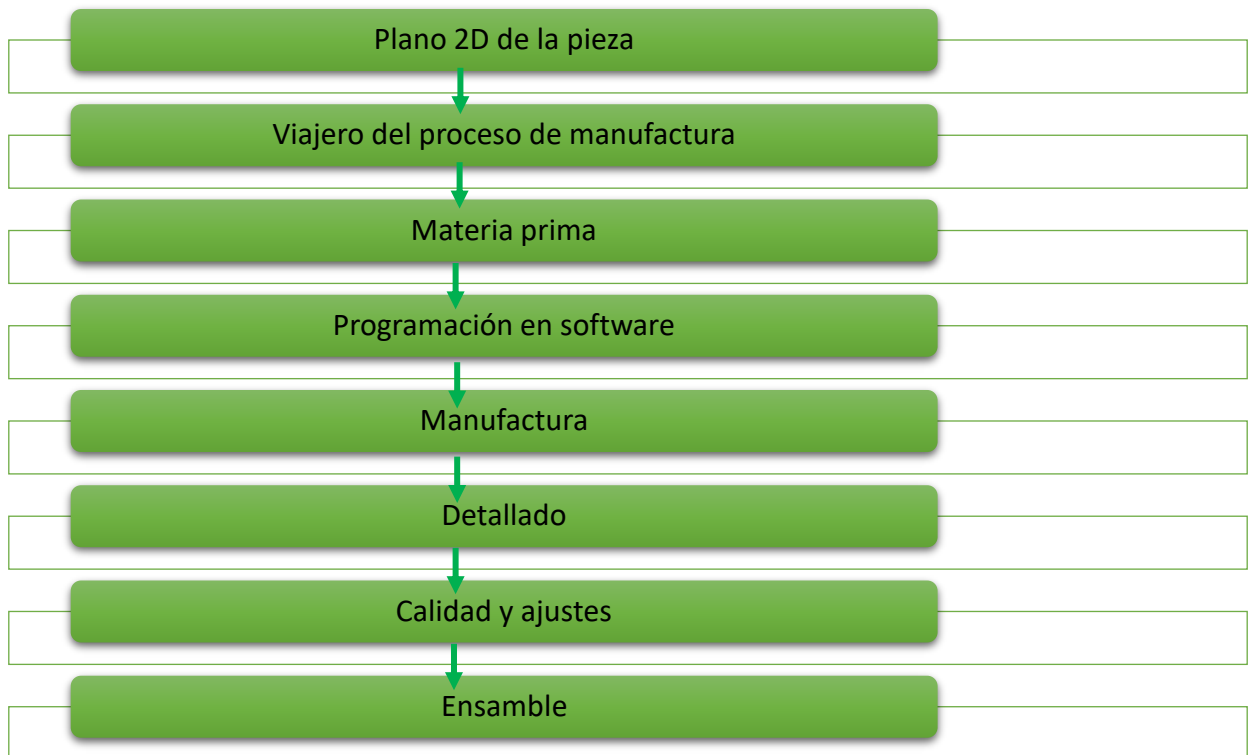 Plano 2D de la pieza
Viajero del proceso de manufactura
Materia prima
Programación en software
Manufactura
Detallado
Calidad y ajustes
Ensamble